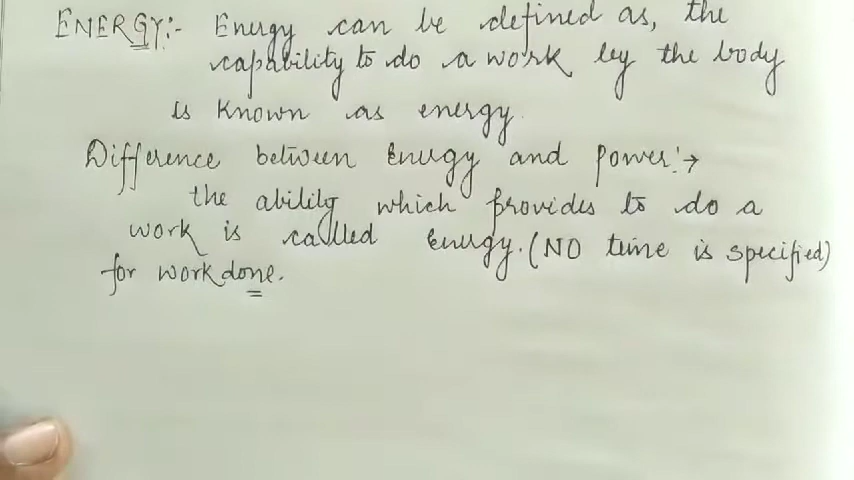 ENERGY:- Energy can be defined as, the
capability to do a work by the body
is known as energy.
Difference between Energy and Power:→
the ability which provides to do a
work is called Energy. (NO time is specified)
for work done.